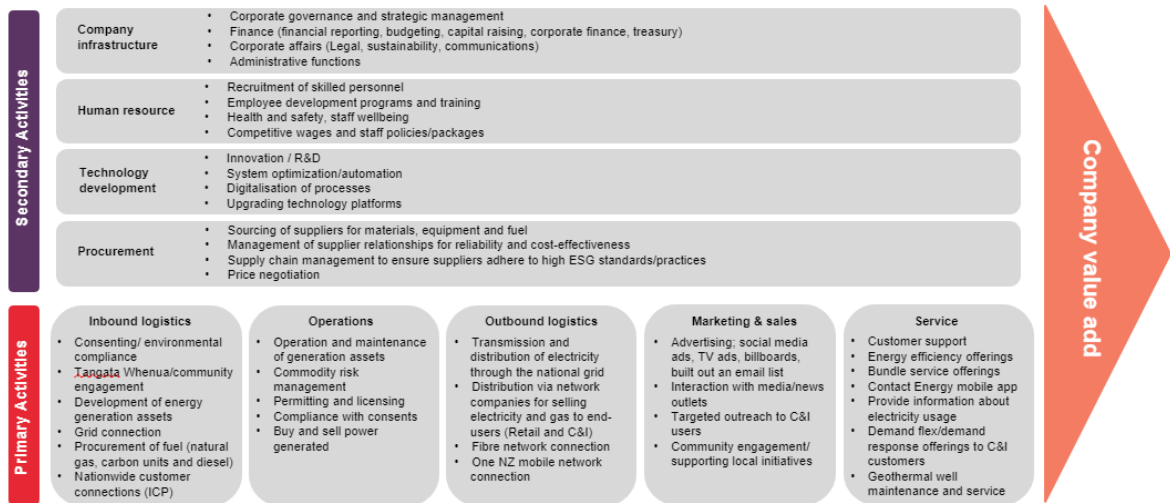 Secondary Activities
Company
infrastructure
• Corporate governance and strategic management
• Finance (financial reporting, budgeting, capital raising, corporate finance, treasury)
• Corporate affairs (Legal, sustainability, communications)
• Administrative functions
Human resource
• Recruitment of skilled personnel
• Employee development programs and training
• Health and safety, staff wellbeing
• Competitive wages and staff policies/packages
Technology
development
• Innovation / R&D
• System optimization/automation
• Digitalisation of processes
• Upgrading technology platforms
Procurement
• Sourcing of suppliers for materials, equipment and fuel
• Management of supplier relationships for reliability and cost-effectiveness
• Supply chain management to ensure suppliers adhere to high ESG standards/practices
• Price negotiation
Primary Activities
Inbound logistics
• Consenting/ environmental
compliance
• Tangata Whenua/community
engagement
• Development of energy
generation assets
• Grid connection
• Procurement of fuel (natural
gas, carbon units and diesel)
• Nationwide customer
connections (ICP)
Operations
• Operation and maintenance
of generation assets
• Commodity risk
management
• Permitting and licensing
• Compliance with consents
• Buy and sell power
generated
Outbound logistics
• Transmission and
distribution of electricity
through the national grid
• Distribution via network
companies for selling
electricity and gas to end-
users (Retail and C&I)
• Fibre network connection
• One NZ mobile network
connection
Marketing & sales
• Advertising; social media
ads, TV ads, billboards,
built out an email list
• Interaction with media/news
outlets
• Targeted outreach to C&I
users
• Community engagement/
supporting local initiatives
Service
• Customer support
• Energy efficiency offerings
• Bundle service offerings
• Contact Energy mobile app
• Provide information about
electricity usage
• Demand flex/demand
response offerings to C&I
customers
• Geothermal well
maintenance and service
Company value add